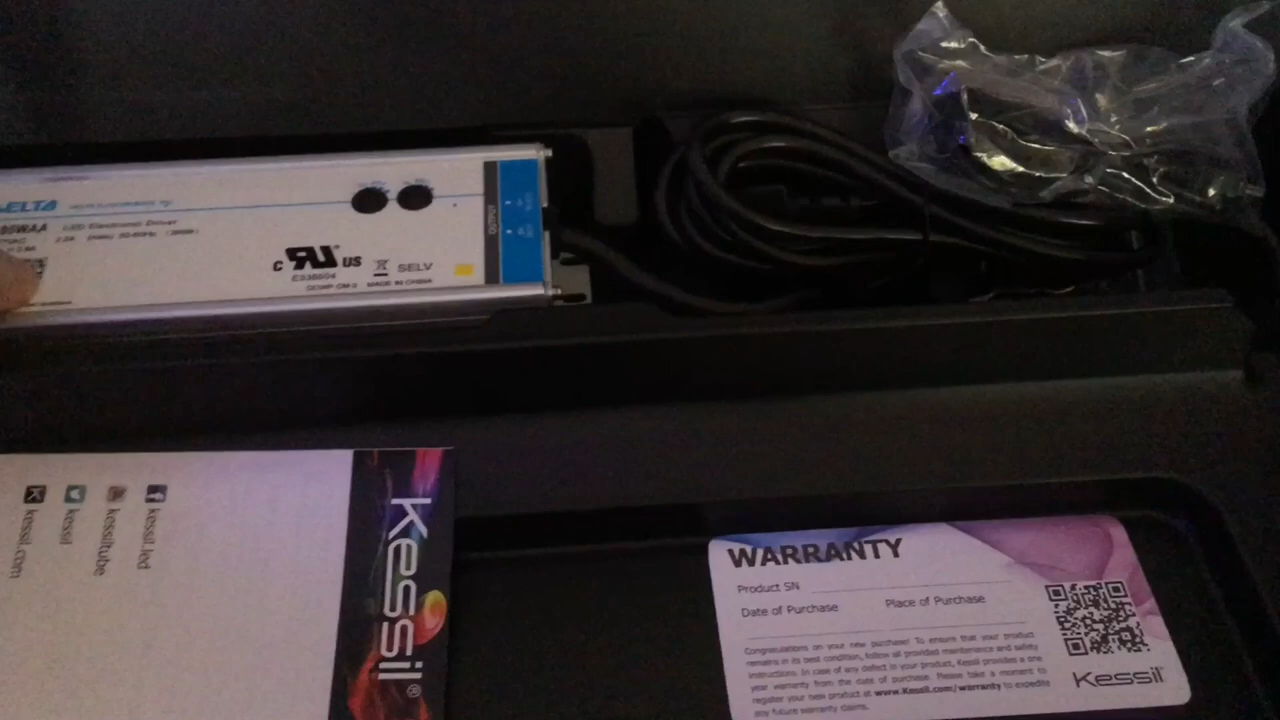 ELTA
LED Electronic Driver
OUTPUT
C RU® US
SELV
E336604
MADE IN CHINA
kessil.led
kessiltube
kessil
kessil.com
Kessil®
WARRANTY
Product SN
Date of Purchase Place of Purchase
Congratulations on your new purchase! To ensure that your product
remains in its best condition, follow all provided maintenance and safety
instructions. In case of any defect in your product, Kessil provides a one
year warranty from the date of purchase. Please take a moment to
register your new product at www.Kessil.com/warranty to expedite
any future warranty claims.
Kessil